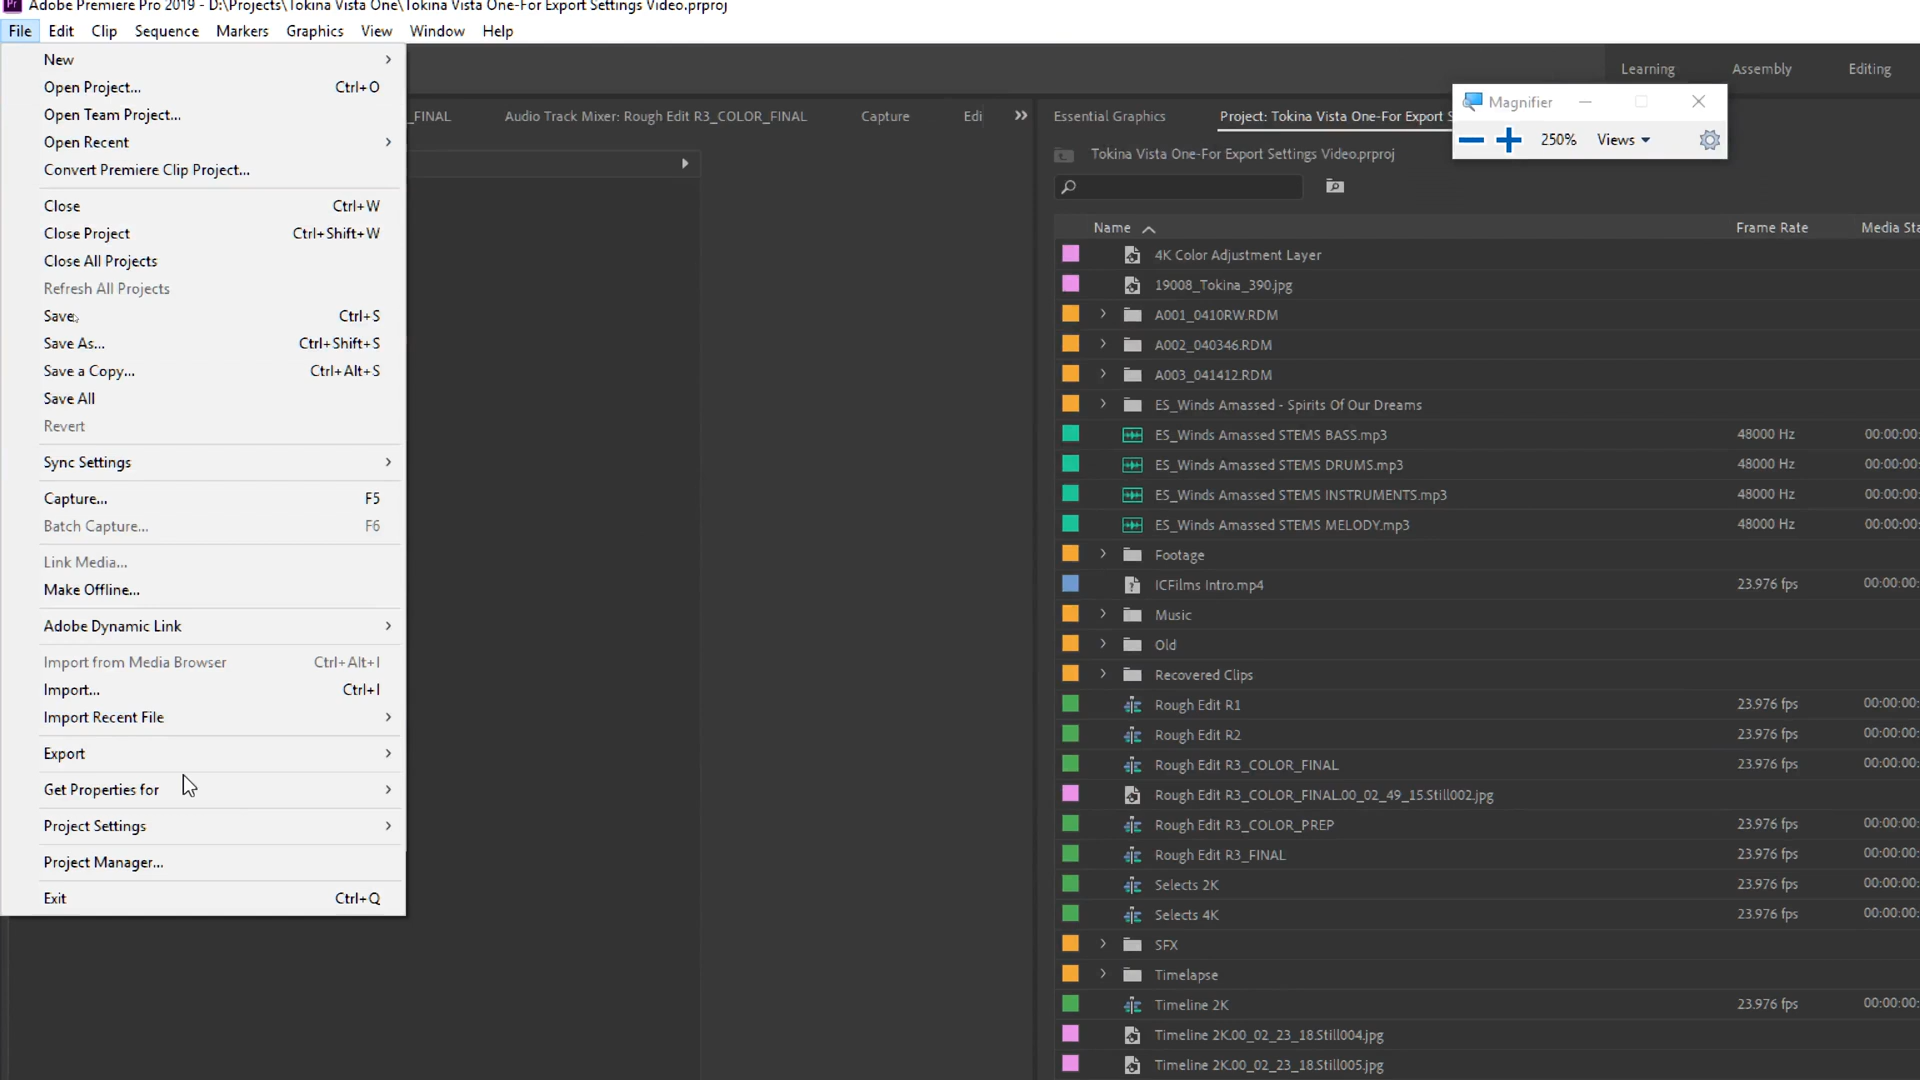 Adobe Premiere Pro 2019 - D:\Projects\Tokina Vista One\Tokina Vista One-For Export Settings Video.prproj
File Edit Clip Sequence Markers Graphics View Window Help
New
Open Project... Ctrl+O
Open Team Project...
Open Recent
Convert Premiere Clip Project...
Close Ctrl+W
Close Project Ctrl+Shift+W
Close All Projects
Refresh All Projects
Save Ctrl+S
Save As... Ctrl+Shift+S
Save a Copy... Ctrl+Alt+S
Save All
Revert
Sync Settings
Capture... F5
Batch Capture... F6
Link Media...
Make Offline...
Adobe Dynamic Link
Import from Media Browser Ctrl+Alt+I
Import... Ctrl+I
Import Recent File
Export
Get Properties for
Project Settings
Project Manager...
Exit Ctrl+Q
Learning Assembly Editing
_FINAL Audio Track Mixer: Rough Edit R3_COLOR_FINAL Capture Edi
Essential Graphics Project: Tokina Vista One-For Export S
Magnifier
250% Views
Tokina Vista One-For Export Settings Video.prproj
Name Frame Rate Media Sta
4K Color Adjustment Layer
19008_Tokina_390.jpg
A001_0410RW.RDM
A002_040346.RDM
A003_041412.RDM
ES_Winds Amassed - Spirits Of Our Dreams
ES_Winds Amassed STEMS BASS.mp3 48000 Hz 00:00:00:
ES_Winds Amassed STEMS DRUMS.mp3 48000 Hz 00:00:00:
ES_Winds Amassed STEMS INSTRUMENTS.mp3 48000 Hz 00:00:00:
ES_Winds Amassed STEMS MELODY.mp3 48000 Hz 00:00:00:
Footage
ICFilms Intro.mp4 23.976 fps 00:00:00:
Music
Old
Recovered Clips
Rough Edit R1 23.976 fps 00:00:00:
Rough Edit R2 23.976 fps 00:00:00:
Rough Edit R3_COLOR_FINAL 23.976 fps 00:00:00:
Rough Edit R3_COLOR_FINAL.00_02_49_15.Still002.jpg
Rough Edit R3_COLOR_PREP 23.976 fps 00:00:00:
Rough Edit R3_FINAL 23.976 fps 00:00:00:
Selects 2K 23.976 fps 00:00:00:
Selects 4K 23.976 fps 00:00:00:
SFX
Timelapse
Timeline 2K 23.976 fps 00:00:00:
Timeline 2K.00_02_23_18.Still004.jpg
Timeline 2K.00_02_23_18.Still005.jpg